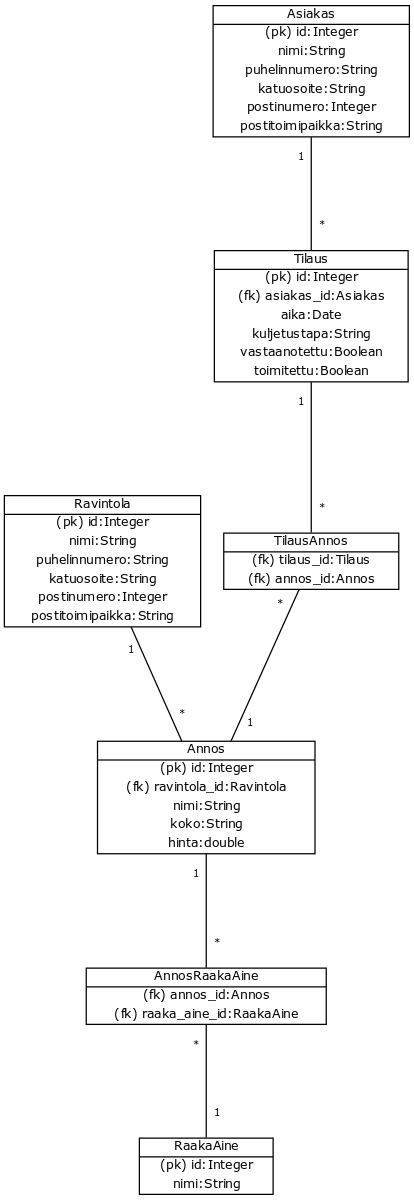 Asiakas
(pk) id:Integer
nimi:String
puhelinnumero:String
katuosoite:String
postinumero:Integer
postitoimipaikka:String
1
*
Tilaus
(pk) id:Integer
(fk) asiakas_id:Asiakas
aika:Date
kuljetustapa:String
vastaanotettu:Boolean
toimitettu:Boolean
1
*
Ravintola
(pk) id:Integer
nimi:String
puhelinnumero:String
katuosoite:String
postinumero:Integer
postitoimipaikka:String
TilausAnnos
(fk) tilaus_id:Tilaus
(fk) annos_id:Annos
1
*
*
1
Annos
(pk) id:Integer
(fk) ravintola_id:Ravintola
nimi:String
koko:String
hinta:double
1
*
AnnosRaakaAine
(fk) annos_id:Annos
(fk) raaka_aine_id:RaakaAine
*
1
RaakaAine
(pk) id:Integer
nimi:String